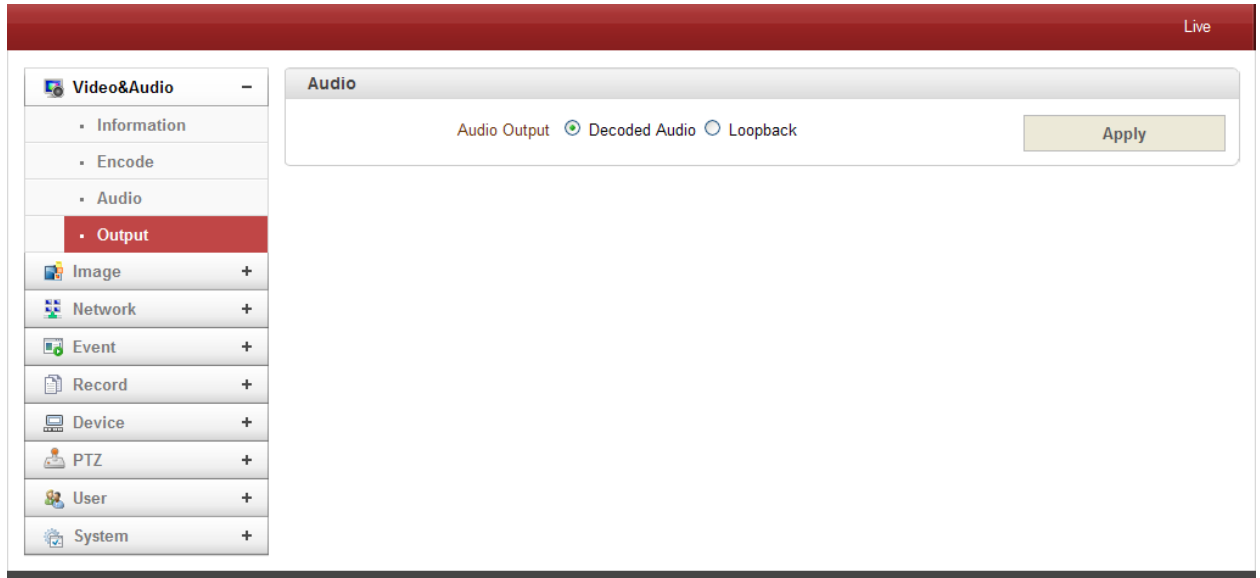 Live
Video&Audio −
Information
Encode
Audio
Output
Image +
Network +
Event +
Record +
Device +
PTZ +
User +
System +
Audio
Audio Output Decoded Audio Loopback
Apply